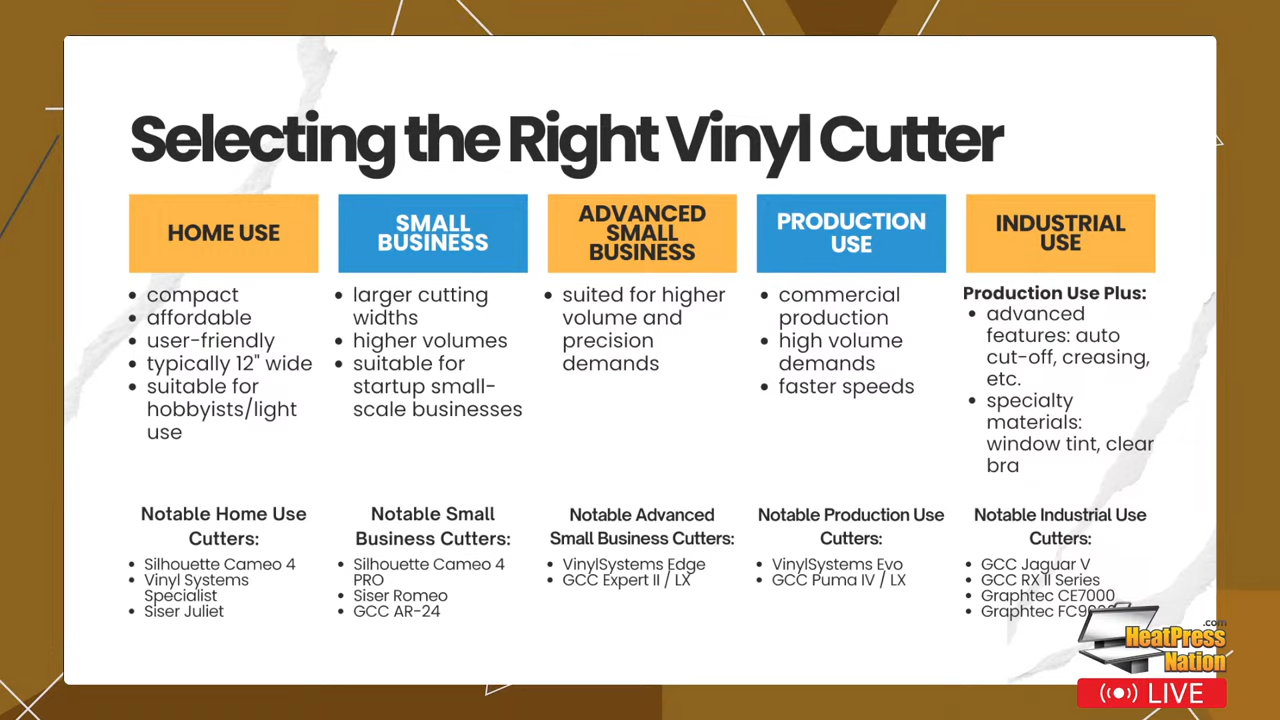 Selecting the Right Vinyl Cutter
HOME USE
• compact
• affordable
• user-friendly
• typically 12" wide
• suitable for
hobbyists/light
use
Notable Home Use
Cutters:
• Silhouette Cameo 4
• Vinyl Systems
Specialist
• Siser Juliet
SMALL
BUSINESS
• larger cutting
widths
• higher volumes
• suitable for
startup small-
scale businesses
Notable Small
Business Cutters:
• Silhouette Cameo 4
PRO
• Siser Romeo
• GCC AR-24
ADVANCED
SMALL
BUSINESS
• suited for higher
volume and
precision
demands
Notable Advanced
Small Business Cutters:
• VinylSystems Edge
• GCC Expert II / LX
PRODUCTION
USE
• commercial
production
• high volume
demands
• faster speeds
Notable Production Use
Cutters:
• VinylSystems Evo
• GCC Puma IV / LX
INDUSTRIAL
USE
Production Use Plus:
• advanced
features: auto
cut-off, creasing,
etc.
• specialty
materials:
window tint, clear
bra
Notable Industrial Use
Cutters:
• GCC Jaguar V
• GCC RX II Series
• Graphtec CE7000
• Graphtec
.com
HeatPress
Nation
LIVE